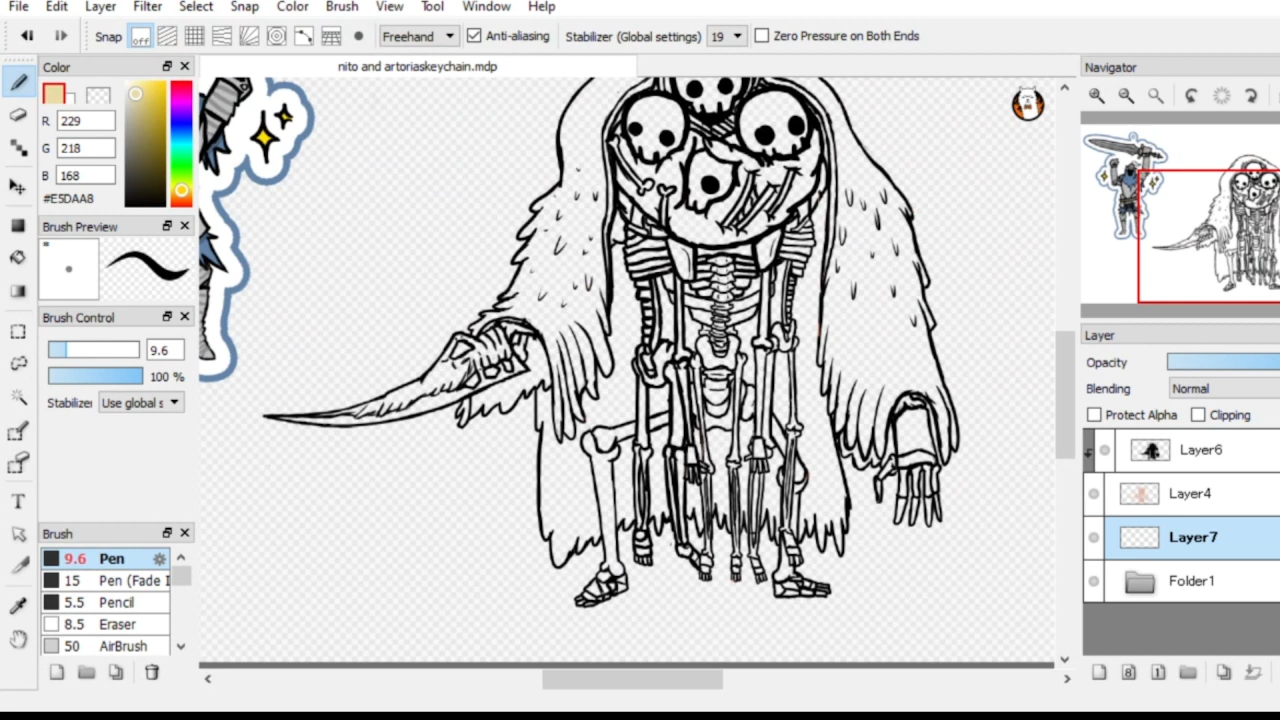 File Edit Layer Filter Select Snap Color Brush View Tool Window Help
Snap off Freehand Anti-aliasing Stabilizer (Global settings) 19 Zero Pressure on Both Ends
Color
nito and artoriaskeychain.mdp
Navigator
R 229
G 218
B 168
#E5DAA8
Brush Preview
Brush Control
9.6
100 %
Stabilizer Use global s
Brush
9.6 Pen
15 Pen (Fade I
5.5 Pencil
8.5 Eraser
50 AirBrush
Layer
Opacity
Blending Normal
Protect Alpha Clipping
Layer6
Layer4
Layer7
Folder1
8 1
T